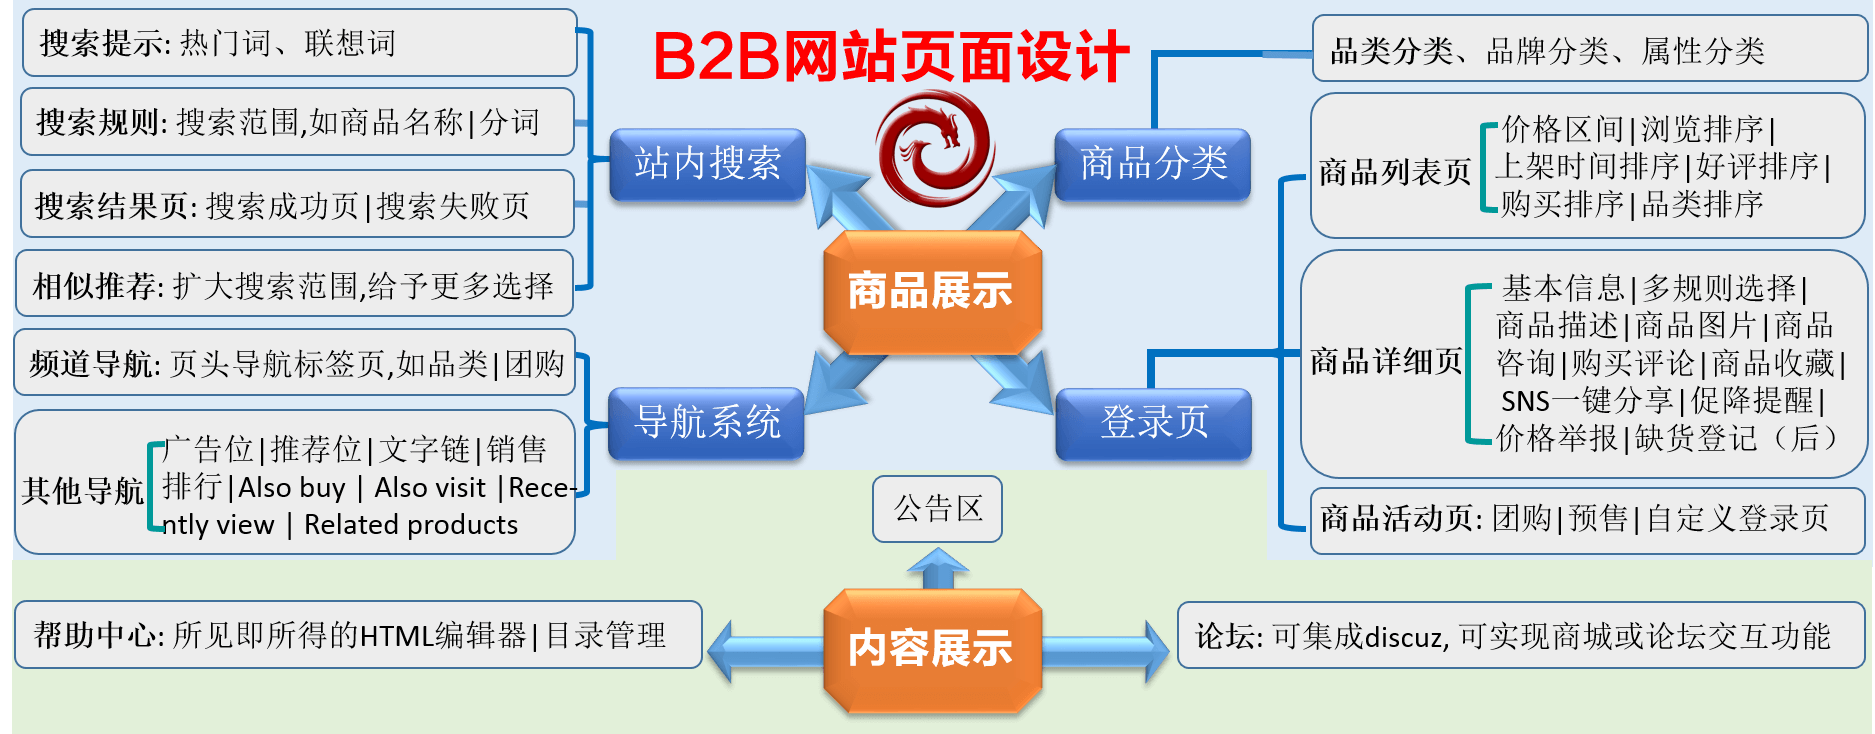 B2B网站页面设计
搜索提示: 热门词、联想词
搜索规则: 搜索范围,如商品名称|分词
搜索结果页: 搜索成功页|搜索失败页
相似推荐: 扩大搜索范围,给予更多选择
站内搜索
频道导航: 页头导航标签页,如品类|团购
其他导航
广告位|推荐位|文字链|销售
排行|Also buy | Also visit |Rece-
ntly view | Related products
导航系统
商品展示
商品分类
品类分类、品牌分类、属性分类
登录页
商品列表页
价格区间|浏览排序|
上架时间排序|好评排序|
购买排序|品类排序
商品详细页
基本信息|多规则选择|
商品描述|商品图片|商品
咨询|购买评论|商品收藏|
SNS一键分享|促降提醒|
价格举报|缺货登记（后）
商品活动页: 团购|预售|自定义登录页
公告区
内容展示
帮助中心: 所见即所得的HTML编辑器|目录管理
论坛: 可集成discuz, 可实现商城或论坛交互功能